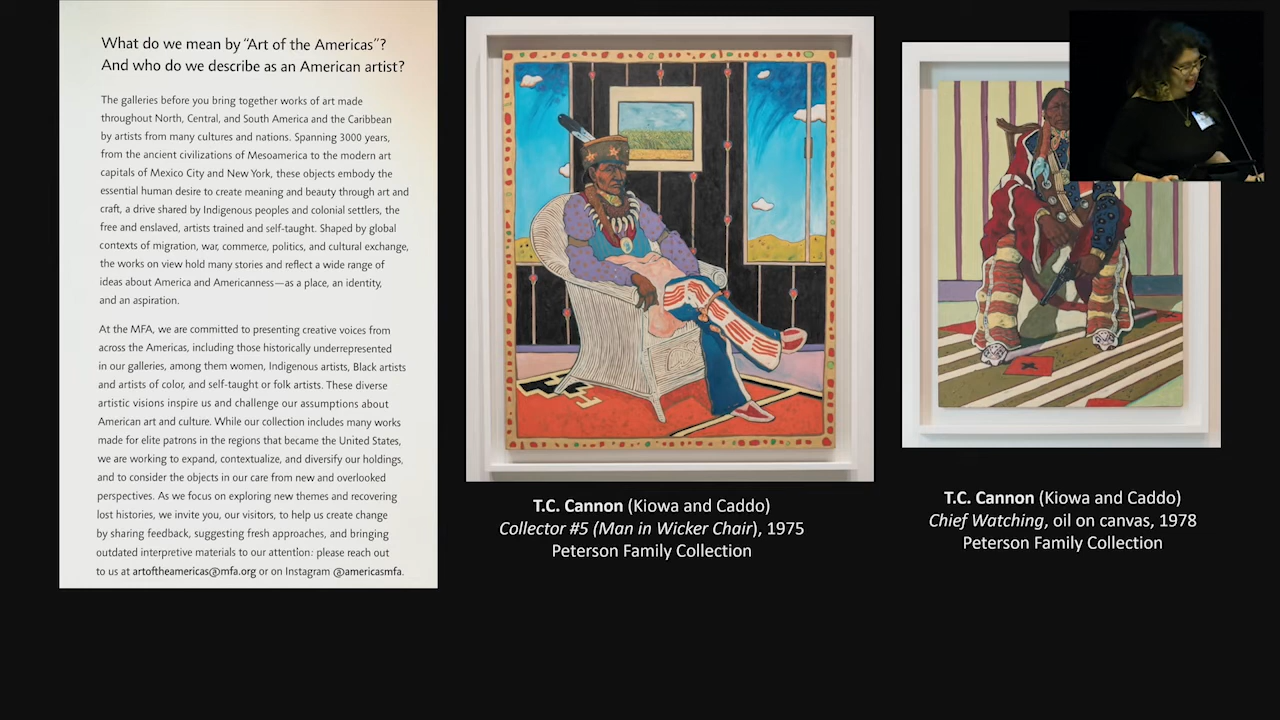 What do we mean by “Art of the Americas”?
And who do we describe as an American artist?
The galleries before you bring together works of art made
throughout North, Central, and South America and the Caribbean
by artists from many cultures and nations. Spanning 3000 years,
from the ancient civilizations of Mesoamerica to the modern art
capitals of Mexico City and New York, these objects embody the
essential human desire to create meaning and beauty through art and
craft, a drive shared by Indigenous peoples and colonial settlers, the
free and enslaved, artists trained and self-taught. Shaped by global
contexts of migration, war, commerce, politics, and cultural exchange,
the works on view hold many stories and reflect a wide range of
ideas about America and Americanness—as a place, an identity,
and an aspiration.
At the MFA, we are committed to presenting creative voices from
across the Americas, including those historically underrepresented
in our galleries, among them women, Indigenous artists, Black artists
and artists of color, and self-taught or folk artists. These diverse
artistic visions inspire us and challenge our assumptions about
American art and culture. While our collection includes many works
made for elite patrons in the regions that became the United States,
we are working to expand, contextualize, and diversify our holdings,
and to consider the objects in our care from new and overlooked
perspectives. As we focus on exploring new themes and recovering
lost histories, we invite you, our visitors, to help us create change
by sharing feedback, suggesting fresh approaches, and bringing
outdated interpretive materials to our attention: please reach out
to us at artoftheamericas@mfa.org or on Instagram @americasmfa.
T.C. Cannon (Kiowa and Caddo)
Collector #5 (Man in Wicker Chair), 1975
Peterson Family Collection
T.C. Cannon (Kiowa and Caddo)
Chief Watching, oil on canvas, 1978
Peterson Family Collection